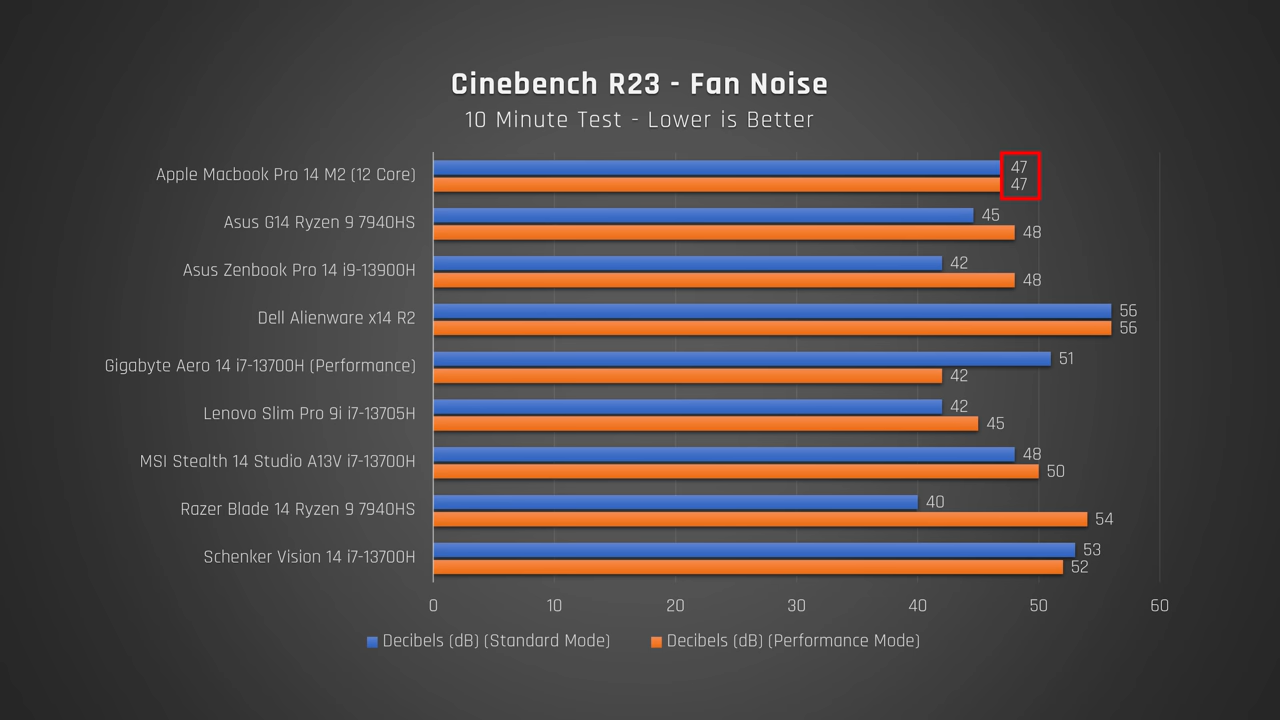 Cinebench R23 - Fan Noise
10 Minute Test - Lower is Better
Apple Macbook Pro 14 M2 (12 Core)
47
47
Asus G14 Ryzen 9 7940HS
45
48
Asus Zenbook Pro 14 i9-13900H
42
48
Dell Alienware x14 R2
56
56
Gigabyte Aero 14 i7-13700H (Performance)
51
42
Lenovo Slim Pro 9i i7-13705H
42
45
MSI Stealth 14 Studio A13V i7-13700H
48
50
Razer Blade 14 Ryzen 9 7940HS
40
54
Schenker Vision 14 i7-13700H
53
52
0 10 20 30 40 50 60
Decibels (dB) (Standard Mode) Decibels (dB) (Performance Mode)